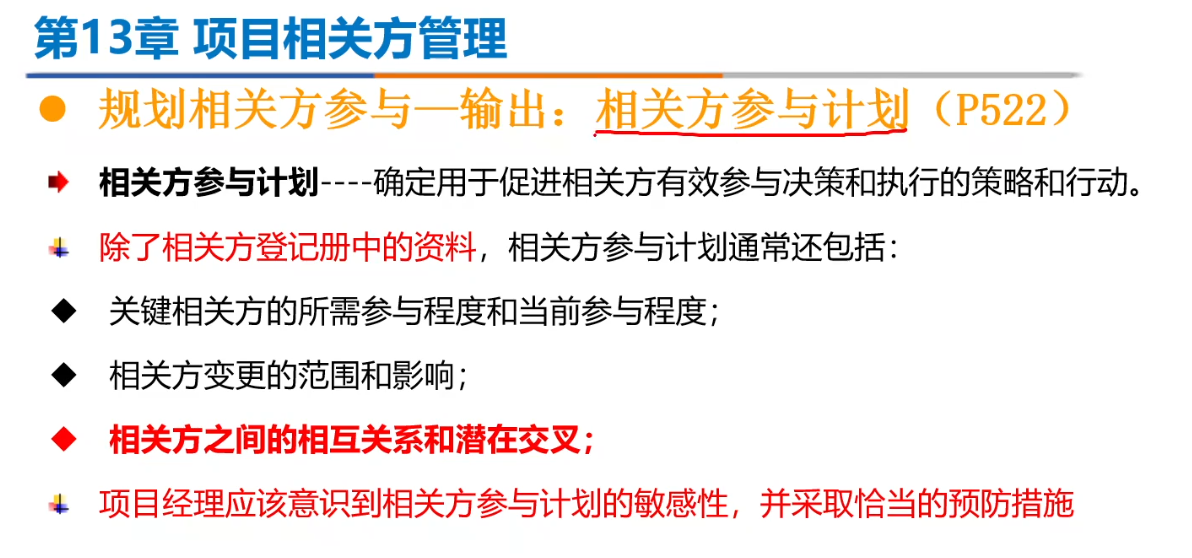 第13章 项目相关方管理
规划相关方参与—输出：相关方参与计划（P522）
相关方参与计划----确定用于促进相关方有效参与决策和执行的策略和行动。
除了相关方登记册中的资料，相关方参与计划通常还包括：
关键相关方的所需参与程度和当前参与程度；
相关方变更的范围和影响；
相关方之间的相互关系和潜在交叉；
项目经理应该意识到相关方参与计划的敏感性，并采取恰当的预防措施